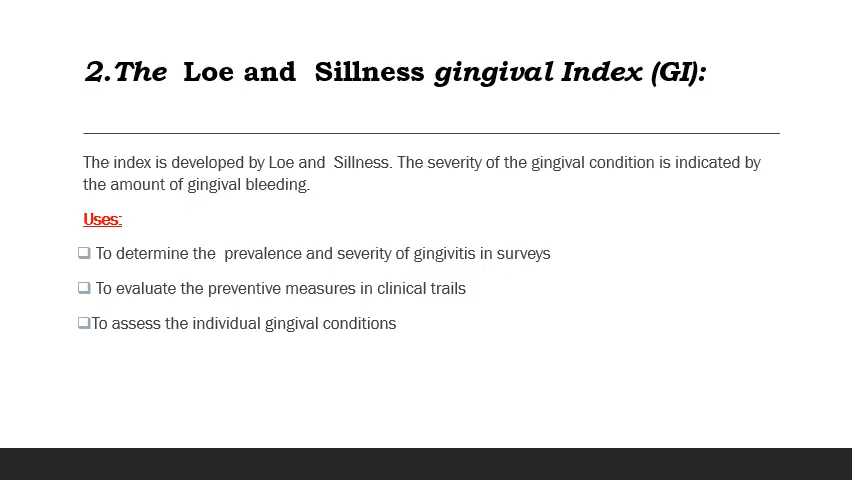 2.The Loe and Sillness gingival Index (GI):
The index is developed by Loe and Sillness. The severity of the gingival condition is indicated by
the amount of gingival bleeding.
Uses:
❑ To determine the prevalence and severity of gingivitis in surveys
❑ To evaluate the preventive measures in clinical trails
❑To assess the individual gingival conditions